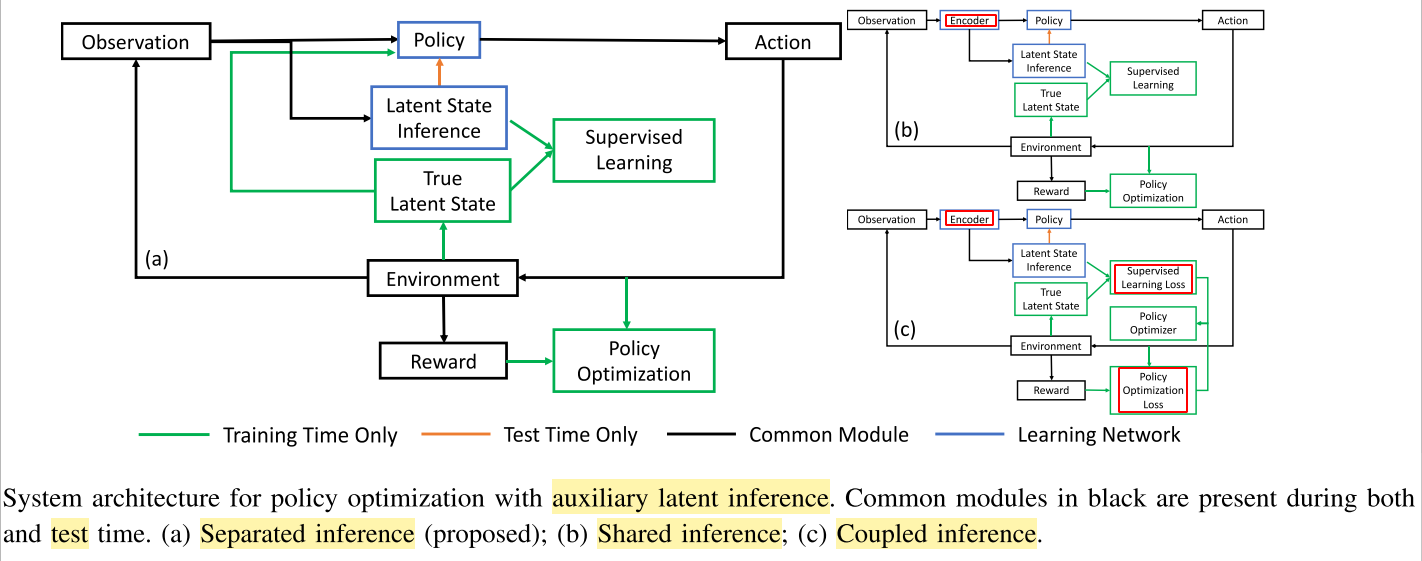 Observation
Policy
Action
Latent State
Inference
Supervised
Learning
True
Latent State
(a)
Environment
Reward
Policy
Optimization
Observation
Encoder
Policy
Action
Latent State
Inference
Supervised
Learning
True
Latent State
(b)
Environment
Reward
Policy
Optimization
Observation
Encoder
Policy
Action
Latent State
Inference
Supervised
Learning Loss
True
Latent State
Policy
Optimizer
(c)
Environment
Reward
Policy
Optimization
Loss
Training Time Only
Test Time Only
Common Module
Learning Network
System architecture for policy optimization with auxiliary latent inference. Common modules in black are present during both
and test time. (a) Separated inference (proposed); (b) Shared inference; (c) Coupled inference.